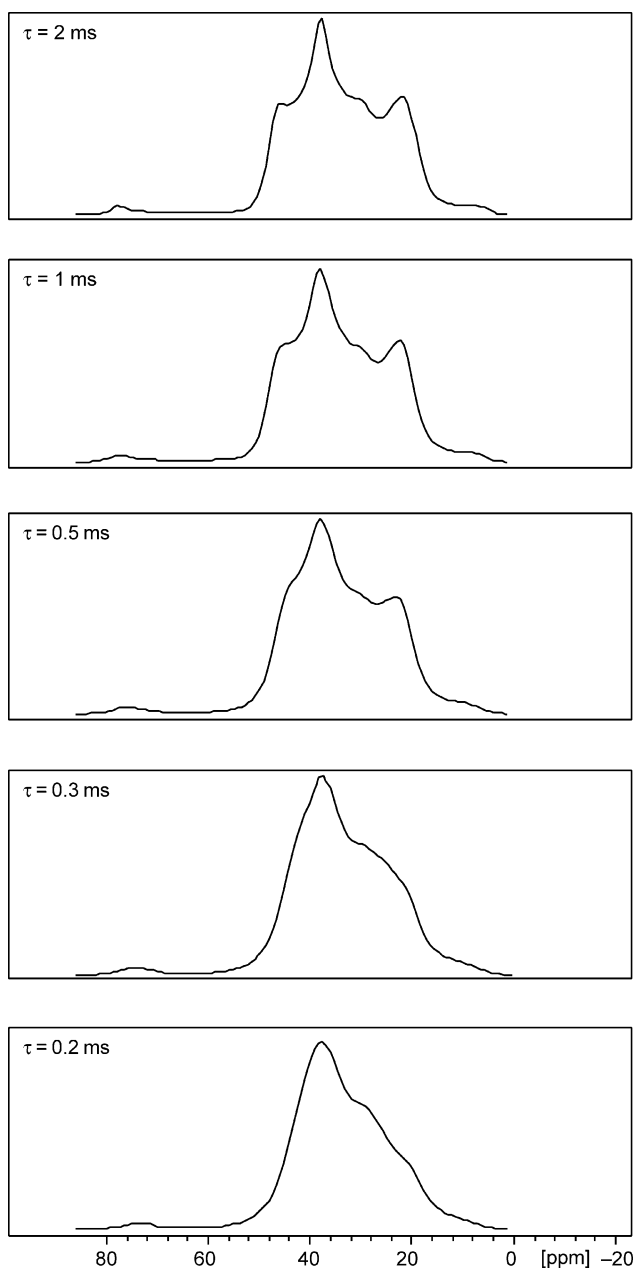 τ = 2 ms
τ = 1 ms
τ = 0.5 ms
τ = 0.3 ms
τ = 0.2 ms
80 60 40 20 0 [ppm] –20